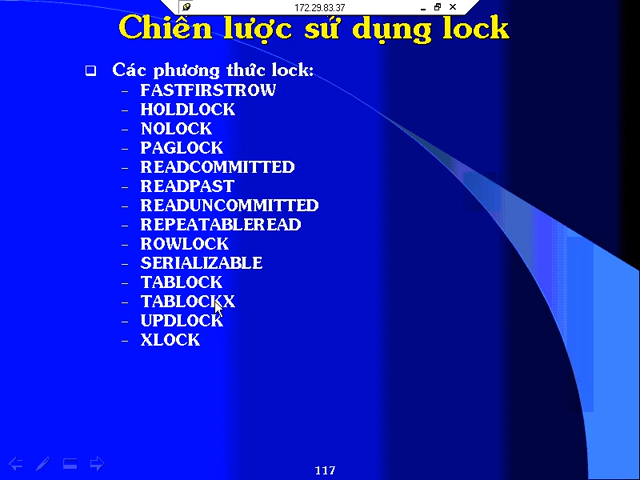 172.29.83.37
Chiến lược sử dụng lock
Các phương thức lock:
– FASTFIRSTROW
– HOLDLOCK
– NOLOCK
– PAGLOCK
– READCOMMITTED
– READPAST
– READUNCOMMITTED
– REPEATABLEREAD
– ROWLOCK
– SERIALIZABLE
– TABLOCK
– TABLOCKX
– UPDLOCK
– XLOCK
117